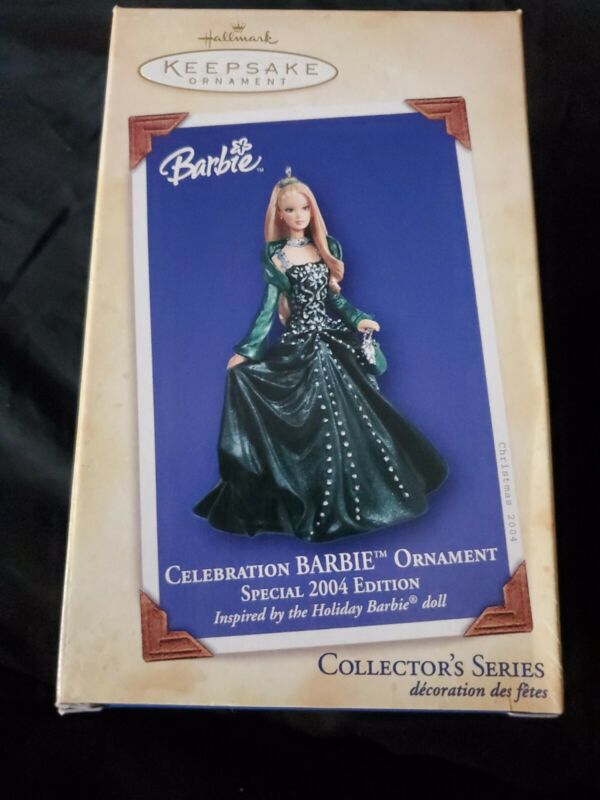 Hallmark
KEEPSAKE
ORNAMENT
Barbie™
Christmas 2004
CELEBRATION BARBIE™ ORNAMENT
SPECIAL 2004 EDITION
Inspired by the Holiday Barbie® doll
COLLECTOR'S SERIES
décoration des fêtes